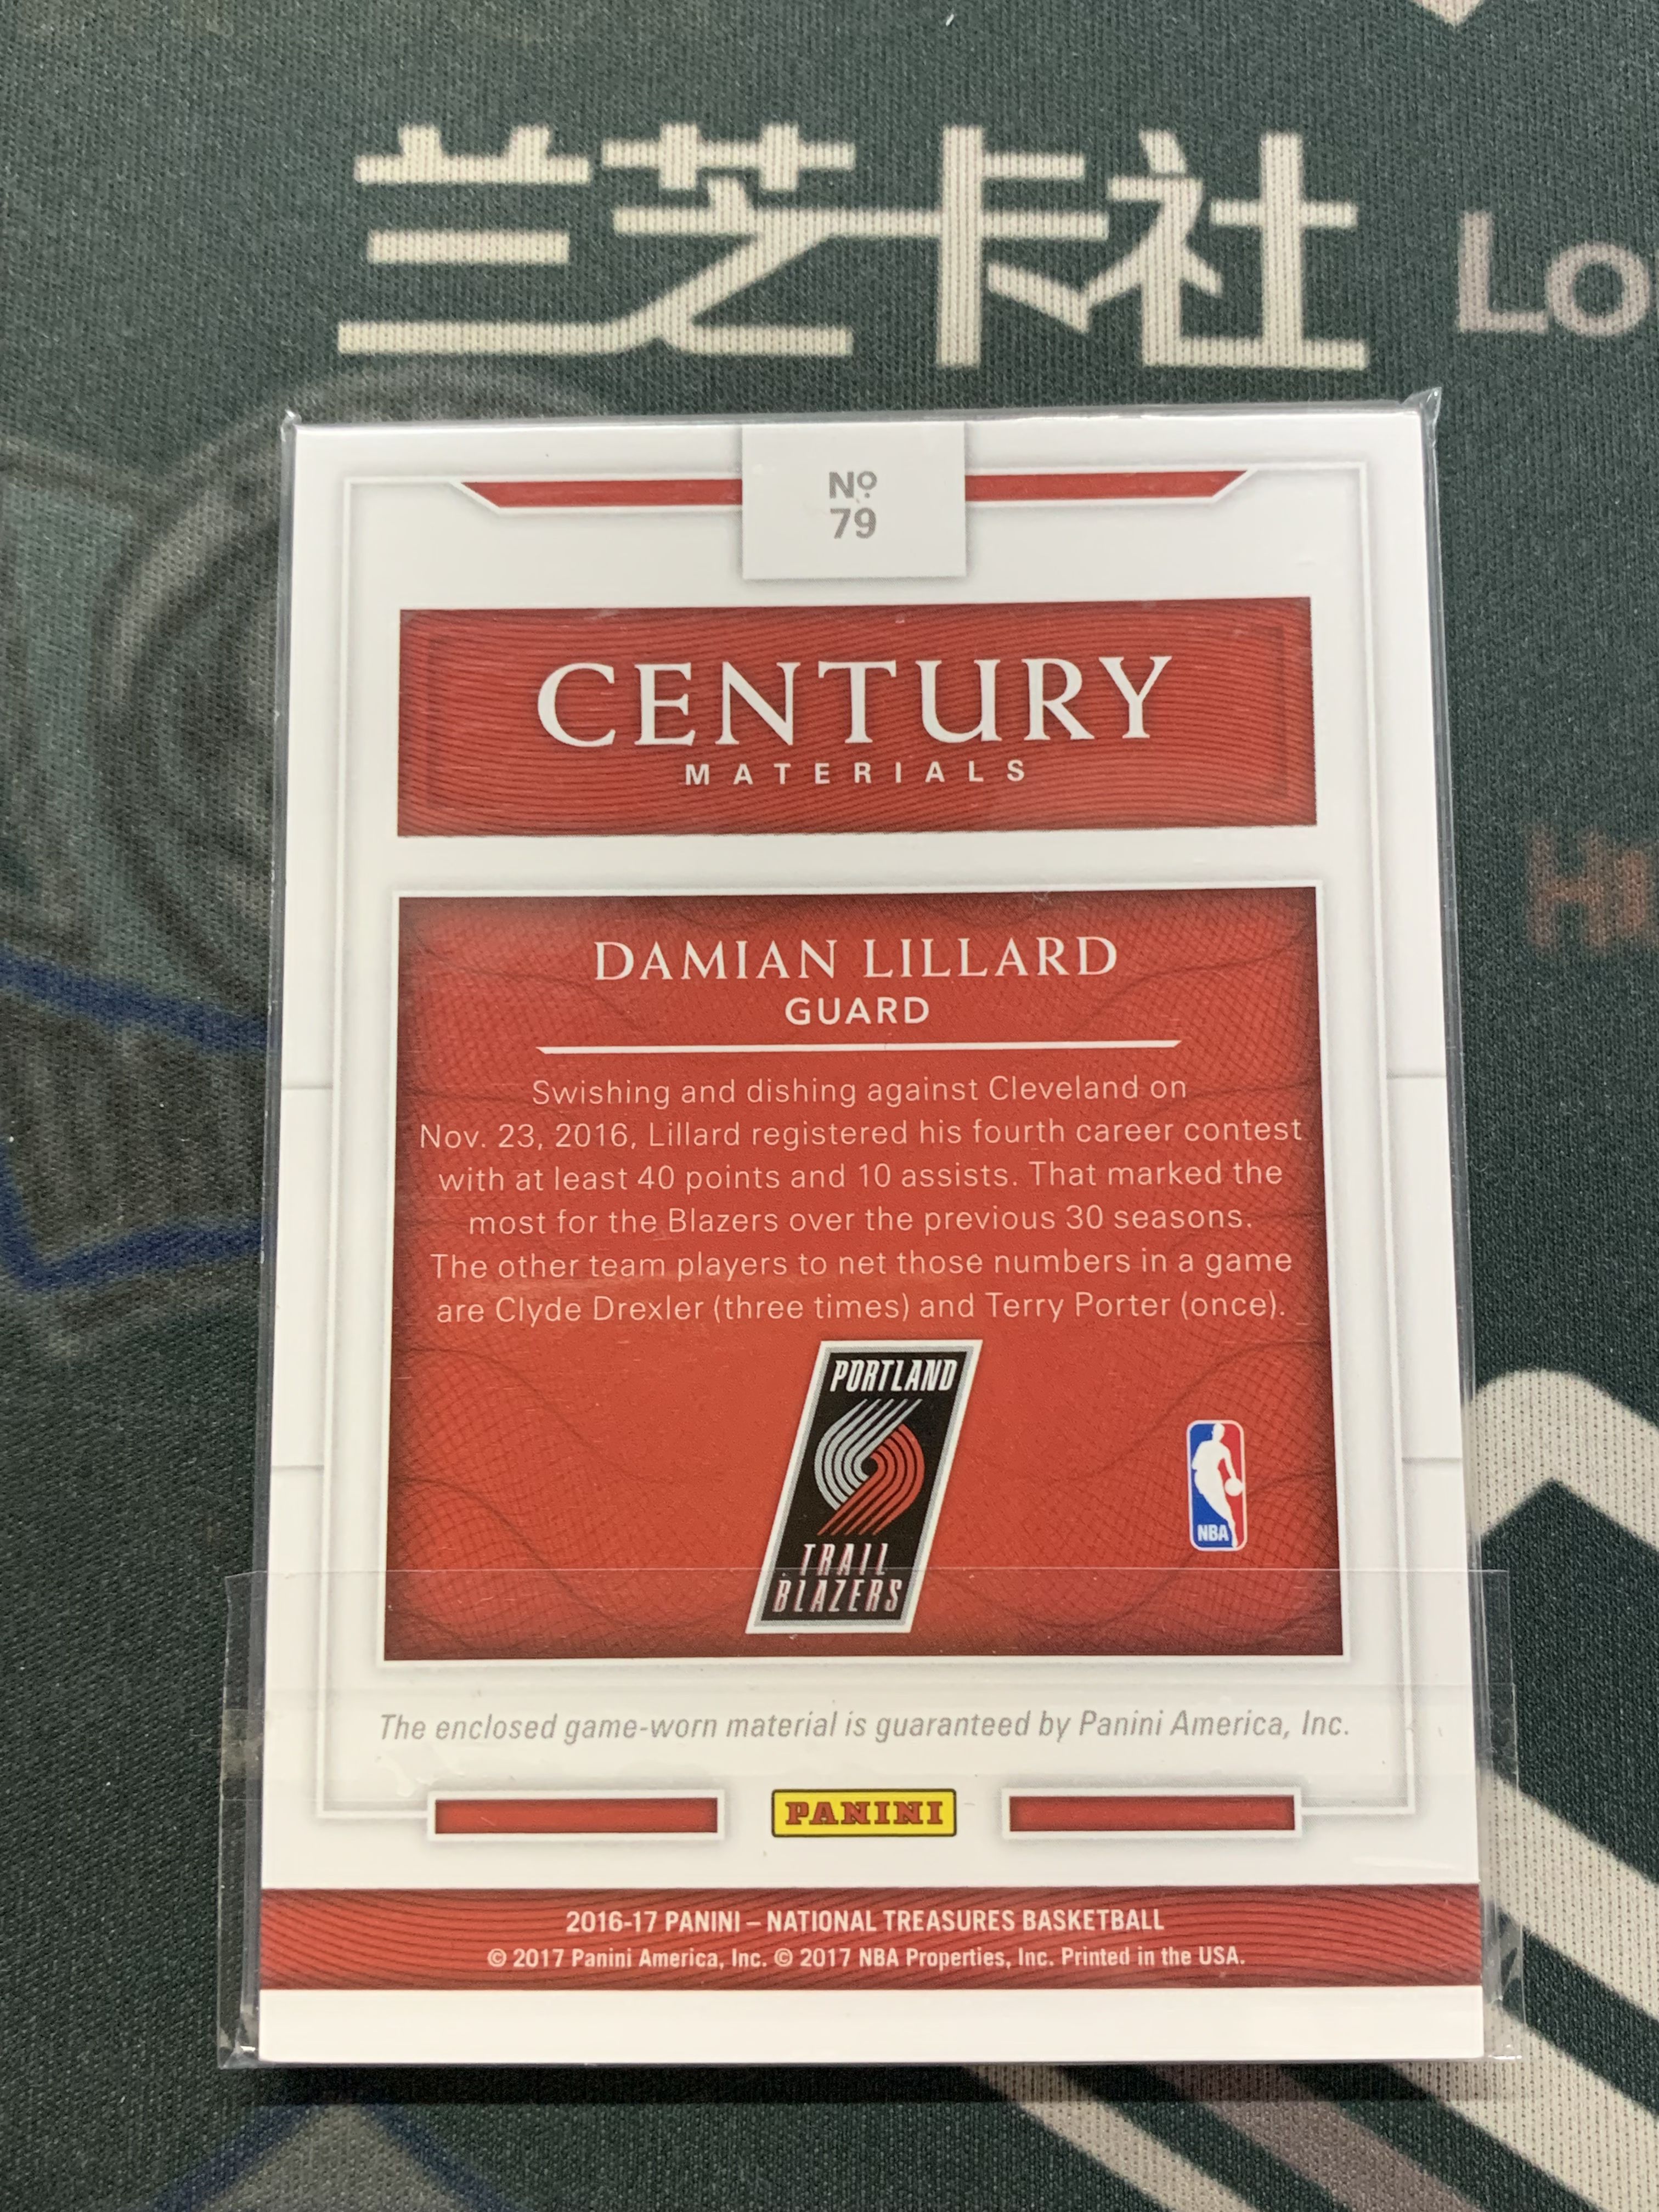 兰芝卡社
LO
Nº
79
CENTURY
MATERIALS
DAMIAN LILLARD
GUARD
Swishing and dishing against Cleveland on
Nov. 23, 2016, Lillard registered his fourth career contest
with at least 40 points and 10 assists. That marked the
most for the Blazers over the previous 30 seasons.
The other team players to net those numbers in a game
are Clyde Drexler (three times) and Terry Porter (once).
PORTLAND
TRAIL
BLAZERS
NBA
The enclosed game-worn material is guaranteed by Panini America, Inc.
PANINI
2016-17 PANINI – NATIONAL TREASURES BASKETBALL
© 2017 Panini America, Inc. © 2017 NBA Properties, Inc. Printed in the USA.